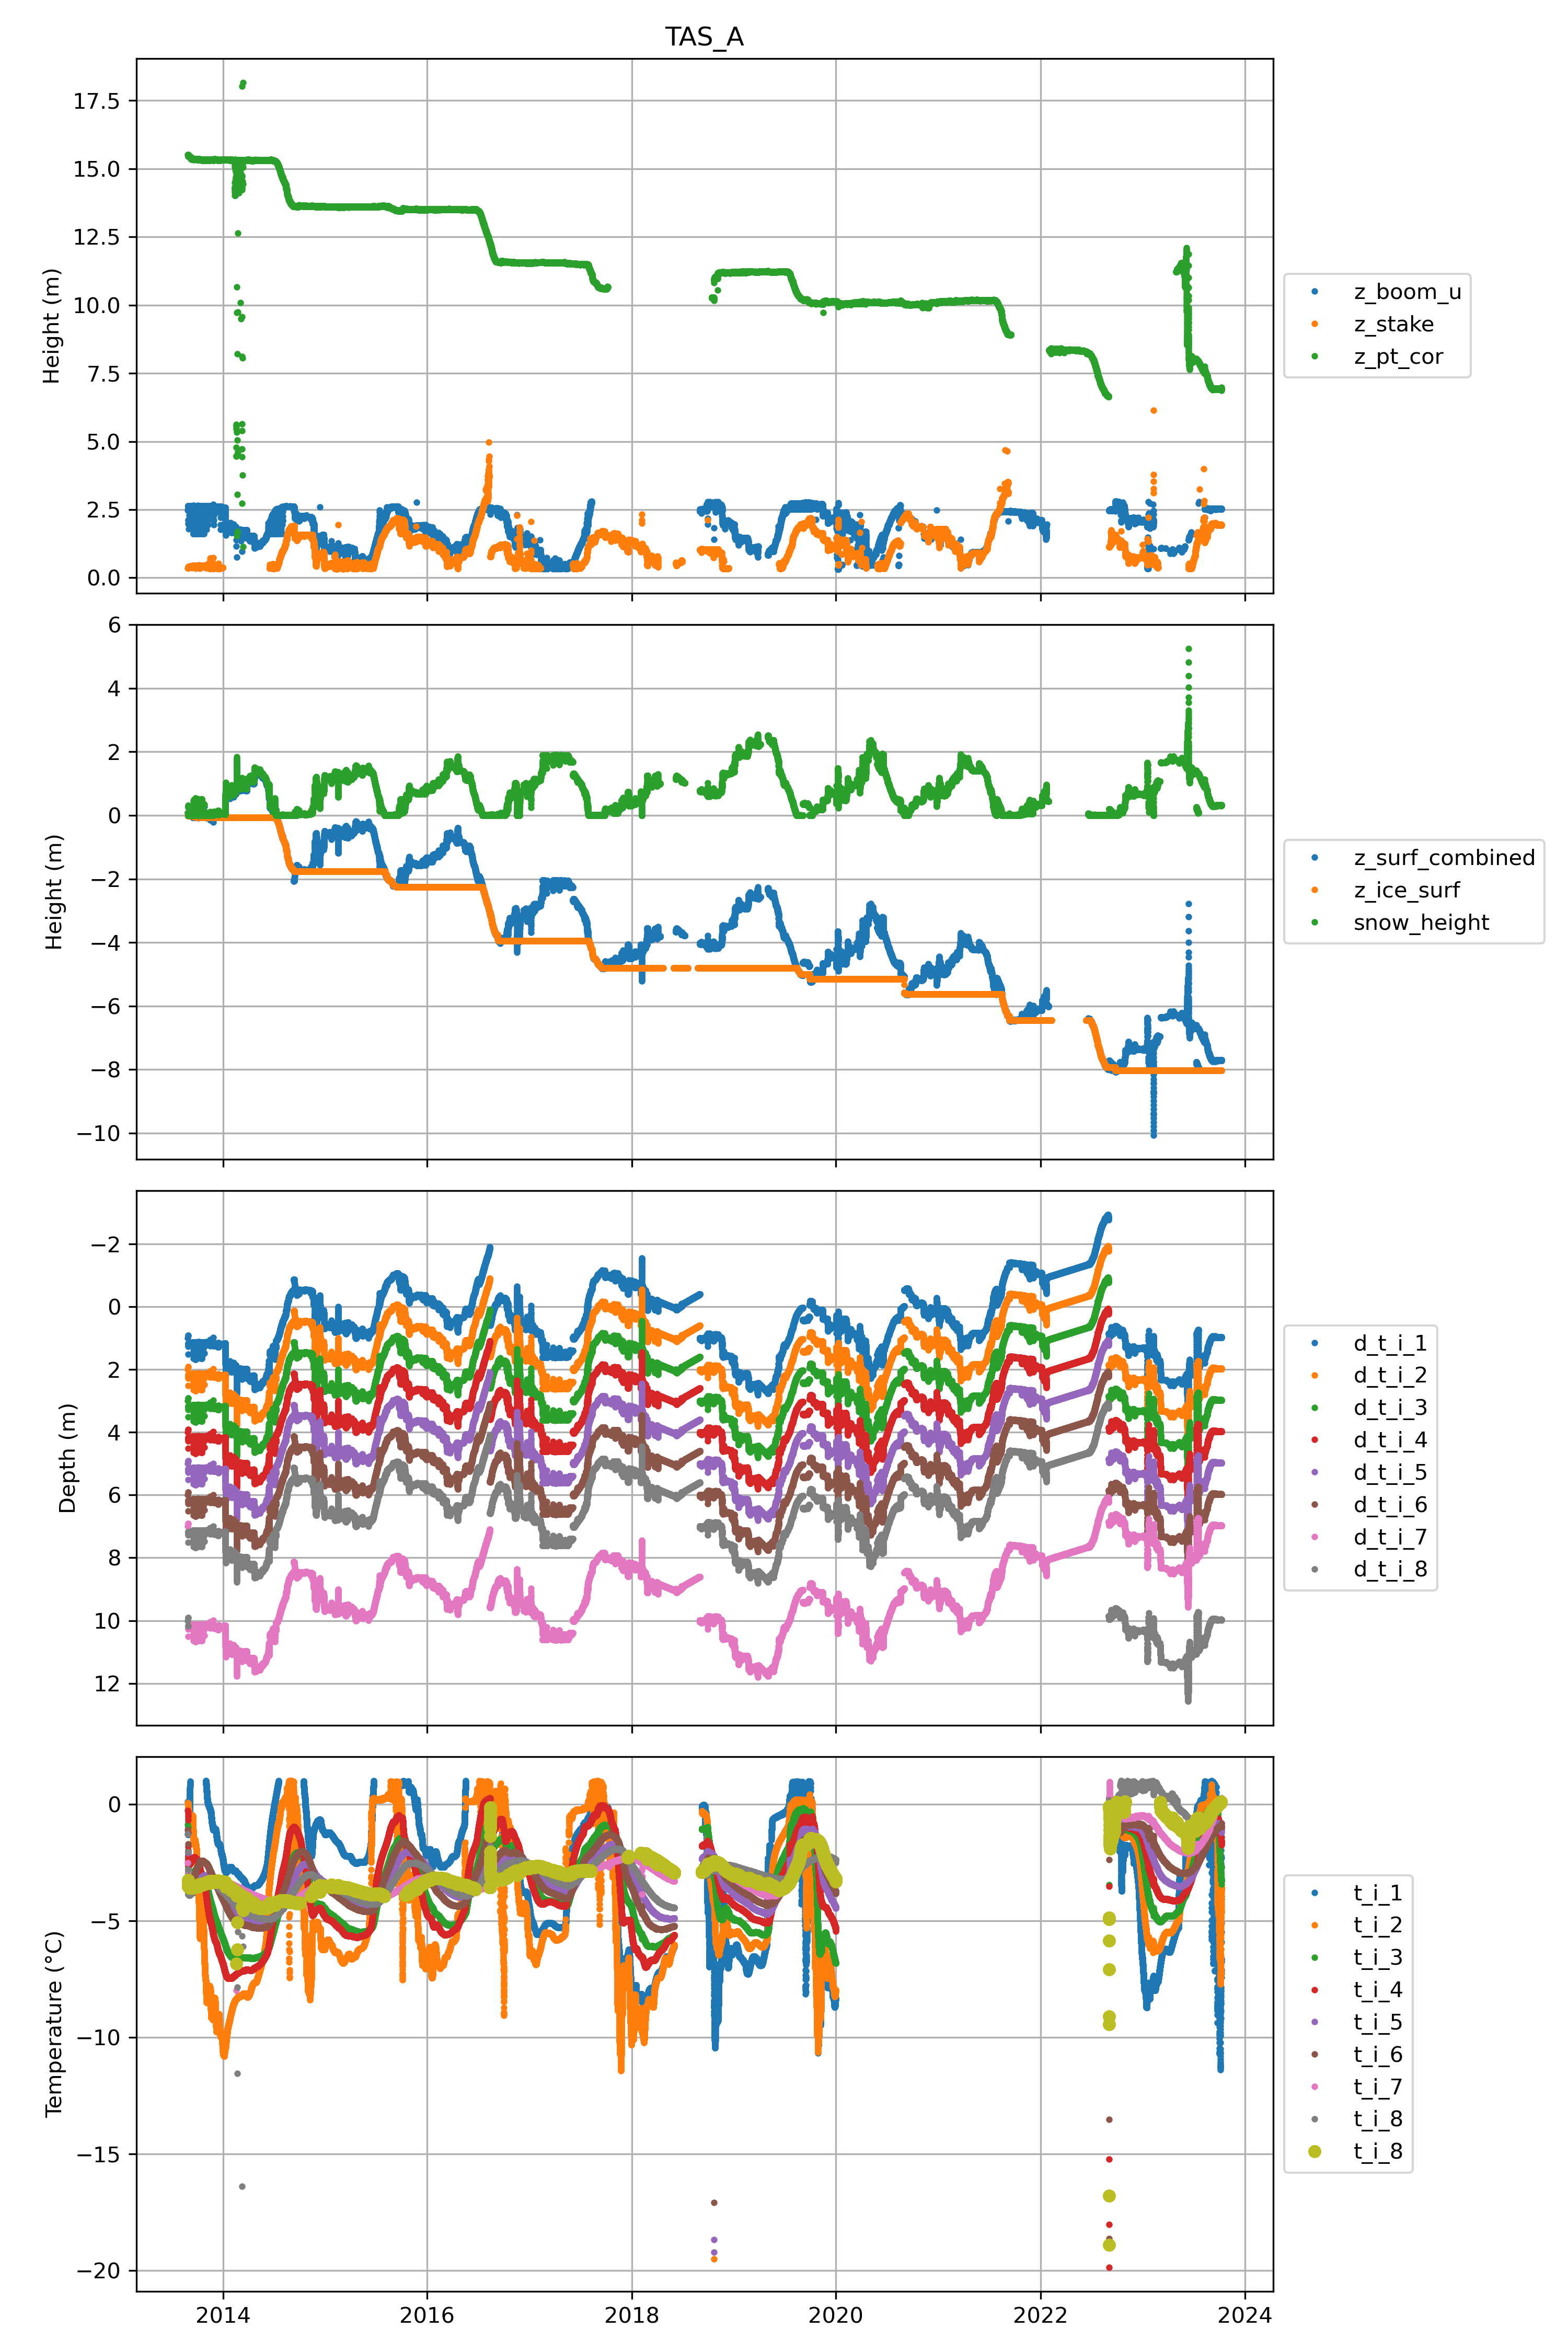 TAS_A
Height (m)
17.5
15.0
12.5
10.0
7.5
5.0
2.5
0.0
z_boom_u
z_stake
z_pt_cor
Height (m)
6
4
2
0
−2
−4
−6
−8
−10
z_surf_combined
z_ice_surf
snow_height
Depth (m)
−2
0
2
4
6
8
10
12
d_t_i_1
d_t_i_2
d_t_i_3
d_t_i_4
d_t_i_5
d_t_i_6
d_t_i_7
d_t_i_8
Temperature (°C)
0
−5
−10
−15
−20
t_i_1
t_i_2
t_i_3
t_i_4
t_i_5
t_i_6
t_i_7
t_i_8
t_i_8
2014 2016 2018 2020 2022 2024